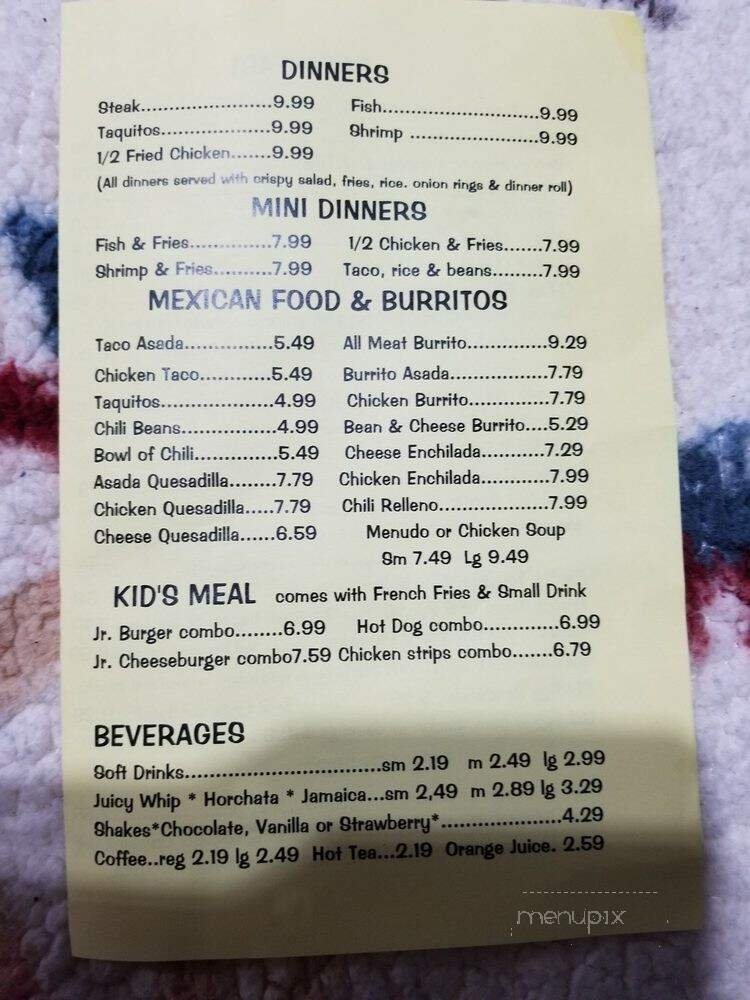 DINNERS
Steak.......................9.99 Fish............................9.99
Taquitos...................9.99 Shrimp .......................9.99
1/2 Fried Chicken.......9.99
(All dinners served with crispy salad, fries, rice. onion rings & dinner roll)
MINI DINNERS
Fish & Fries..............7.99 1/2 Chicken & Fries.......7.99
Shrimp & Fries..........7.99 Taco, rice & beans.........7.99
MEXICAN FOOD & BURRITOS
Taco Asada...............5.49 All Meat Burrito..............9.29
Chicken Taco............5.49 Burrito Asada.................7.79
Taquitos....................4.99 Chicken Burrito..............7.79
Chili Beans.................4.99 Bean & Cheese Burrito....5.29
Bowl of Chili...............5.49 Cheese Enchilada...........7.29
Asada Quesadilla........7.79 Chicken Enchilada............7.99
Chicken Quesadilla.....7.79 Chili Relleno...................7.99
Cheese Quesadilla......6.59 Menudo or Chicken Soup
Sm 7.49 Lg 9.49
KID'S MEAL comes with French Fries & Small Drink
Jr. Burger combo........6.99 Hot Dog combo.............6.99
Jr. Cheeseburger combo7.59 Chicken strips combo.......6.79
BEVERAGES
Soft Drinks.................................sm 2.19 m 2.49 lg 2.99
Juicy Whip * Horchata * Jamaica...sm 2,49 m 2.89 lg 3.29
Shakes*Chocolate, Vanilla or Strawberry*....................4.29
Coffee..reg 2.19 lg 2.49 Hot Tea...2.19 Orange Juice. 2.59
menupix